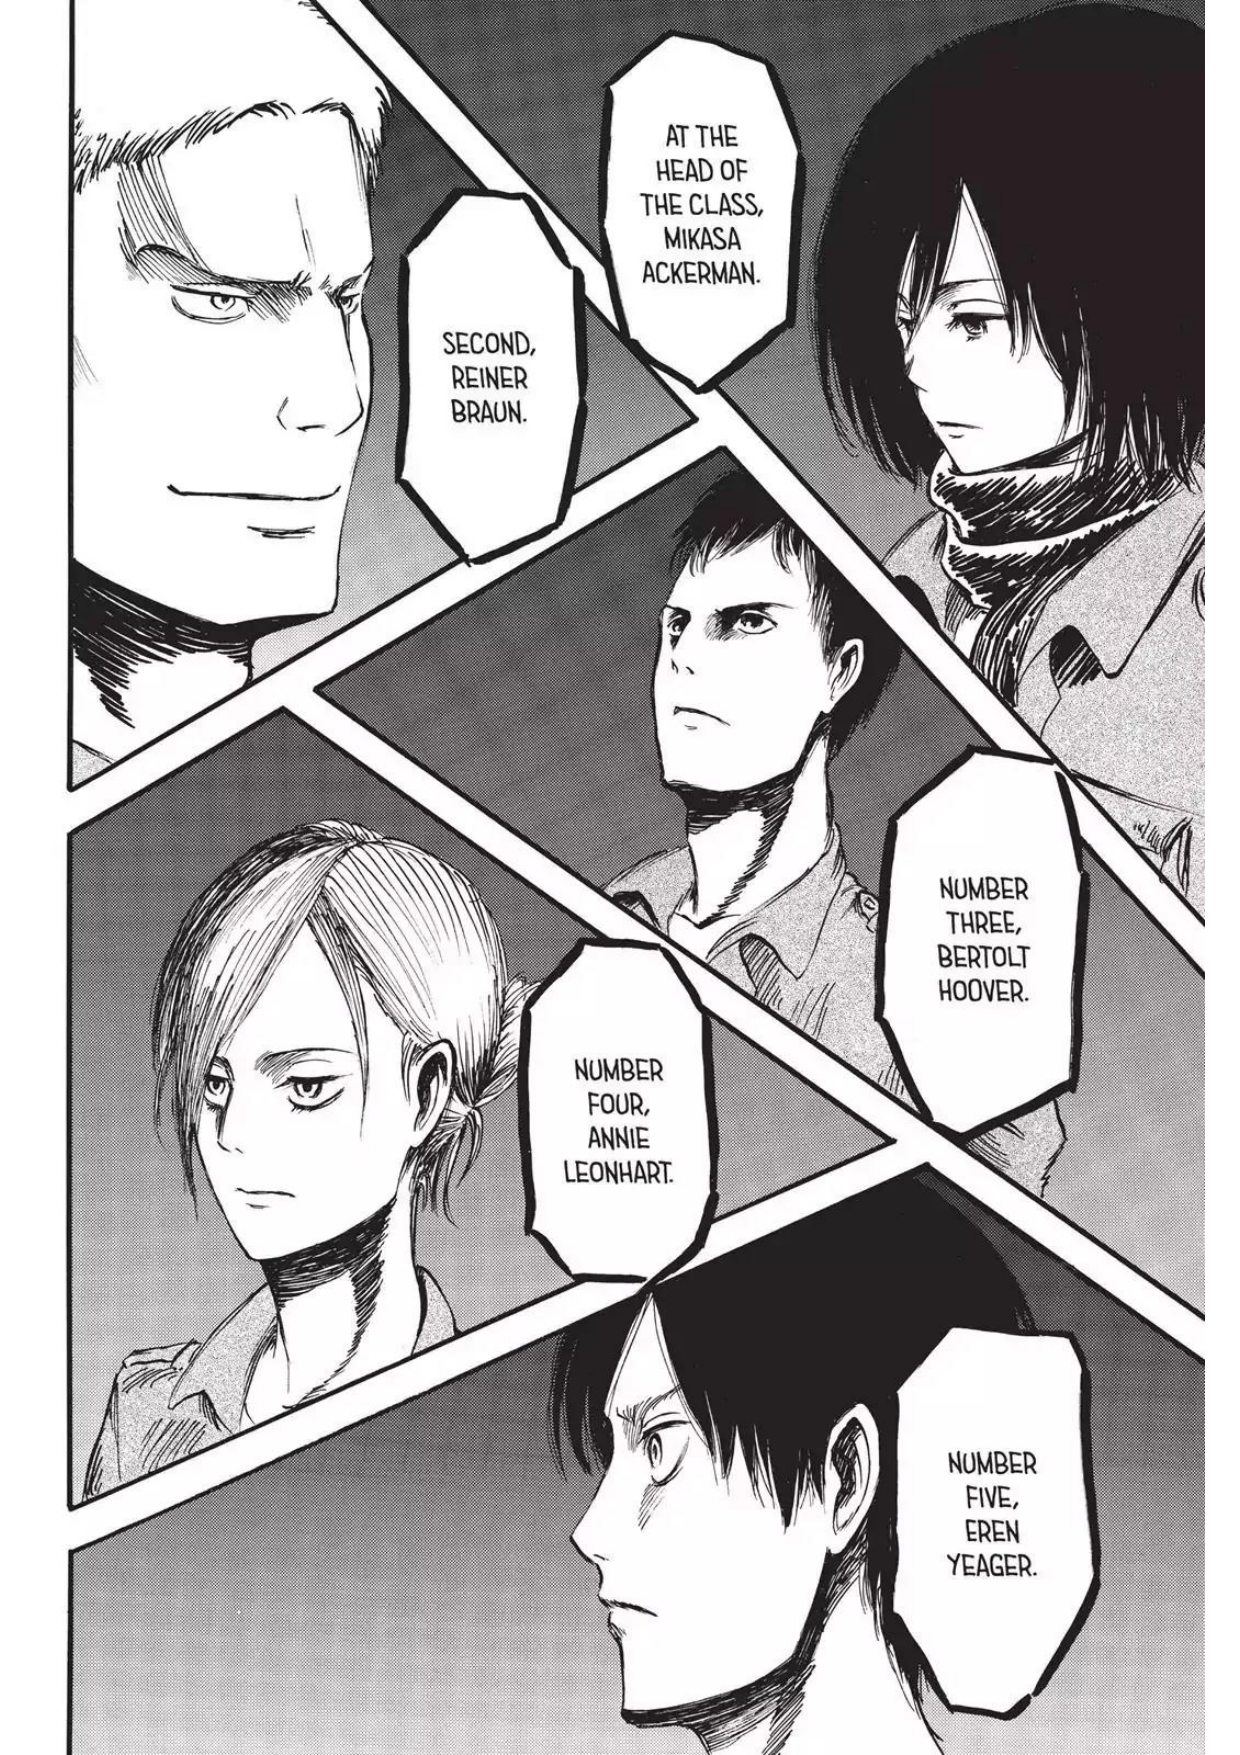 AT THE
HEAD OF
THE CLASS,
MIKASA
ACKERMAN.
SECOND,
REINER
BRAUN.
NUMBER
THREE,
BERTOLT
HOOVER.
NUMBER
FOUR,
ANNIE
LEONHART.
NUMBER
FIVE,
EREN
YEAGER.